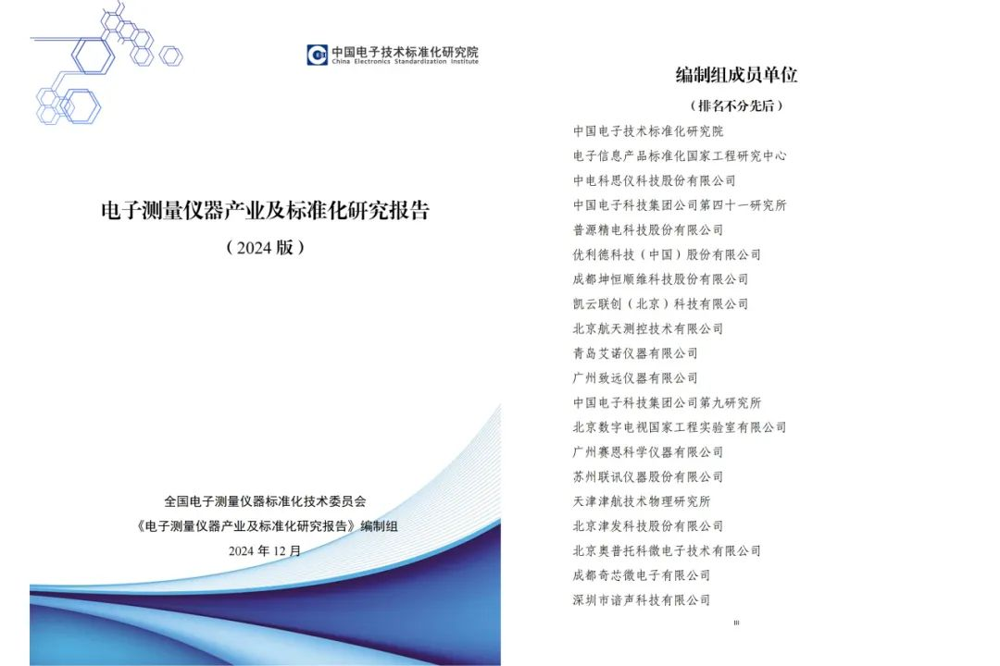 中国电子技术标准化研究院
China Electronics Standardization Institute
电子测量仪器产业及标准化研究报告
（2024 版）
全国电子测量仪器标准化技术委员会
《电子测量仪器产业及标准化研究报告》编制组
2024 年 12 月
编制组成员单位
（排名不分先后）
中国电子技术标准化研究院
电子信息产品标准化国家工程研究中心
中电科思仪科技股份有限公司
中国电子科技集团公司第四十一研究所
普源精电科技股份有限公司
优利德科技（中国）股份有限公司
成都坤恒顺维科技股份有限公司
凯云联创（北京）科技有限公司
北京航天测控技术有限公司
青岛艾诺仪器有限公司
广州致远仪器有限公司
中国电子科技集团公司第九研究所
北京数字电视国家工程实验室有限公司
广州赛恩科学仪器有限公司
苏州联讯仪器股份有限公司
天津津航技术物理研究所
北京津发科技股份有限公司
北京奥普托科微电子技术有限公司
成都奇芯微电子有限公司
深圳市谙声科技有限公司
III